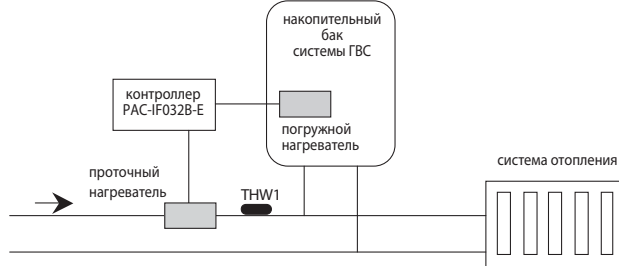 накопительный
бак
системы ГВС
контроллер
PAC-IF032B-E
погружной
нагреватель
проточный
нагреватель
THW1
система отопления